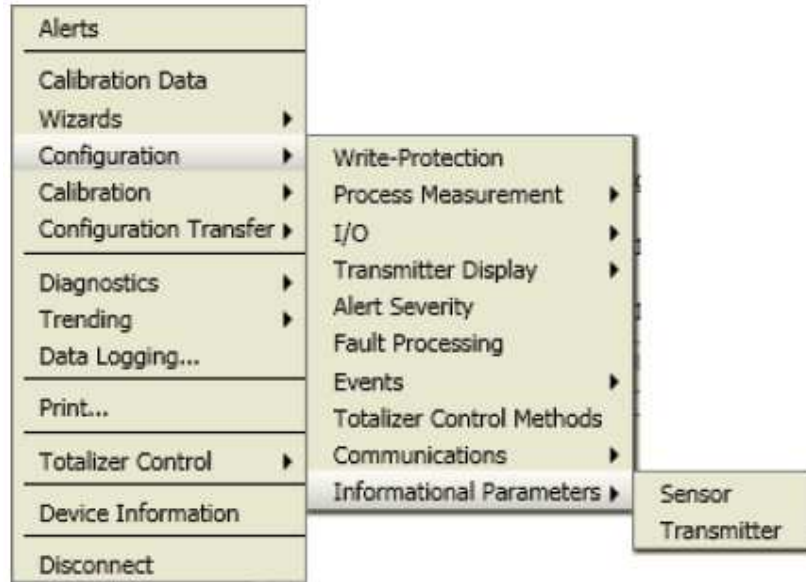 Alerts
Calibration Data
Wizards
Configuration
Calibration
Configuration Transfer
Diagnostics
Trending
Data Logging...
Print...
Totalizer Control
Device Information
Disconnect
Write-Protection
Process Measurement
I/O
Transmitter Display
Alert Severity
Fault Processing
Events
Totalizer Control Methods
Communications
Informational Parameters
Sensor
Transmitter